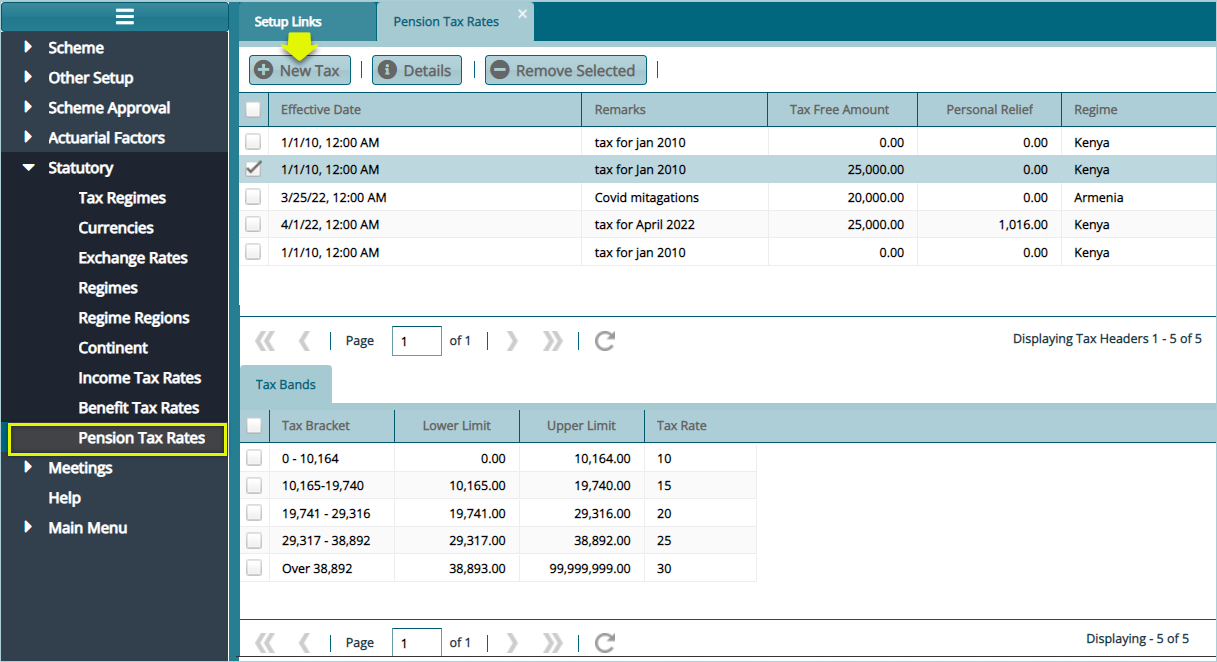 Setup Links
Pension Tax Rates
Scheme
Other Setup
Scheme Approval
Actuarial Factors
Statutory
Tax Regimes
Currencies
Exchange Rates
Regimes
Regime Regions
Continent
Income Tax Rates
Benefit Tax Rates
Pension Tax Rates
Meetings
Help
Main Menu
New Tax | Details | Remove Selected |
Effective Date Remarks Tax Free Amount Personal Relief Regime
1/1/10, 12:00 AM tax for jan 2010 0.00 0.00 Kenya
1/1/10, 12:00 AM tax for Jan 2010 25,000.00 0.00 Kenya
3/25/22, 12:00 AM Covid mitagations 20,000.00 0.00 Armenia
4/1/22, 12:00 AM tax for April 2022 25,000.00 1,016.00 Kenya
1/1/10, 12:00 AM tax for jan 2010 0.00 0.00 Kenya
Page 1 of 1 Displaying Tax Headers 1 - 5 of 5
Tax Bands
Tax Bracket Lower Limit Upper Limit Tax Rate
0 - 10,164 0.00 10,164.00 10
10,165-19,740 10,165.00 19,740.00 15
19,741 - 29,316 19,741.00 29,316.00 20
29,317 - 38,892 29,317.00 38,892.00 25
Over 38,892 38,893.00 99,999,999.00 30
Page 1 of 1 Displaying - 5 of 5